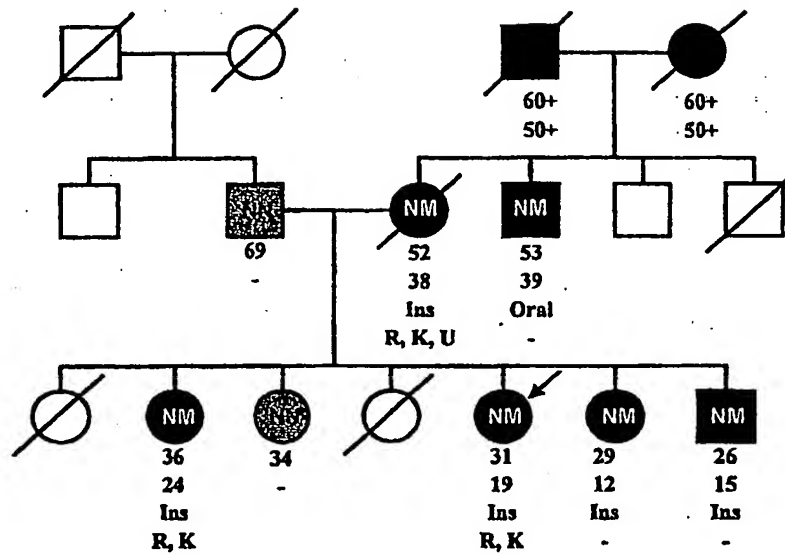 60+ 60+
50+ 50+
NM NM NM
69 52 53
- 38 39
Ins Oral
R, K, U -
NM NM NM NM NM
36 34 31 29 26
24 - 19 12 15
Ins Ins Ins Ins
R, K R, K - -